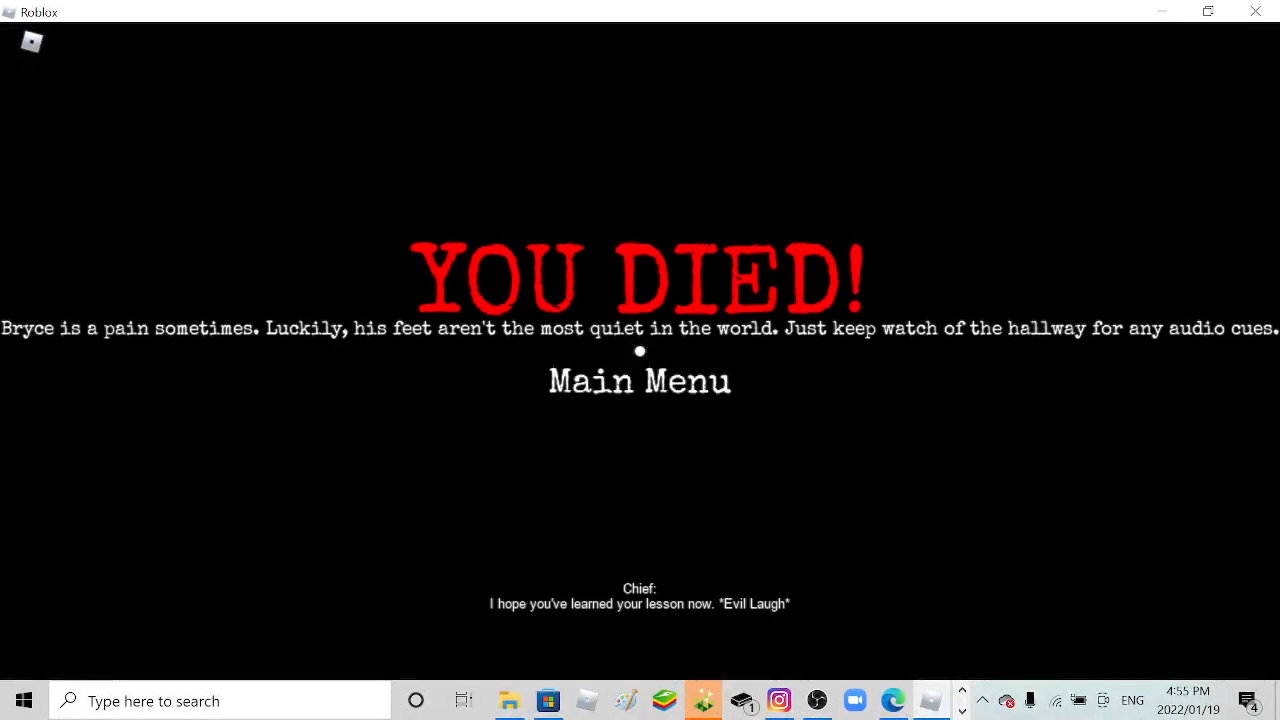 Roblox
YOU DIED!
Bryce is a pain sometimes. Luckily, his feet aren't the most quiet in the world. Just keep watch of the hallway for any audio cues.
Main Menu
Chief:
I hope you've learned your lesson now. *Evil Laugh*
Type here to search
1
ENG
4:55 PM
2022/01/19
4